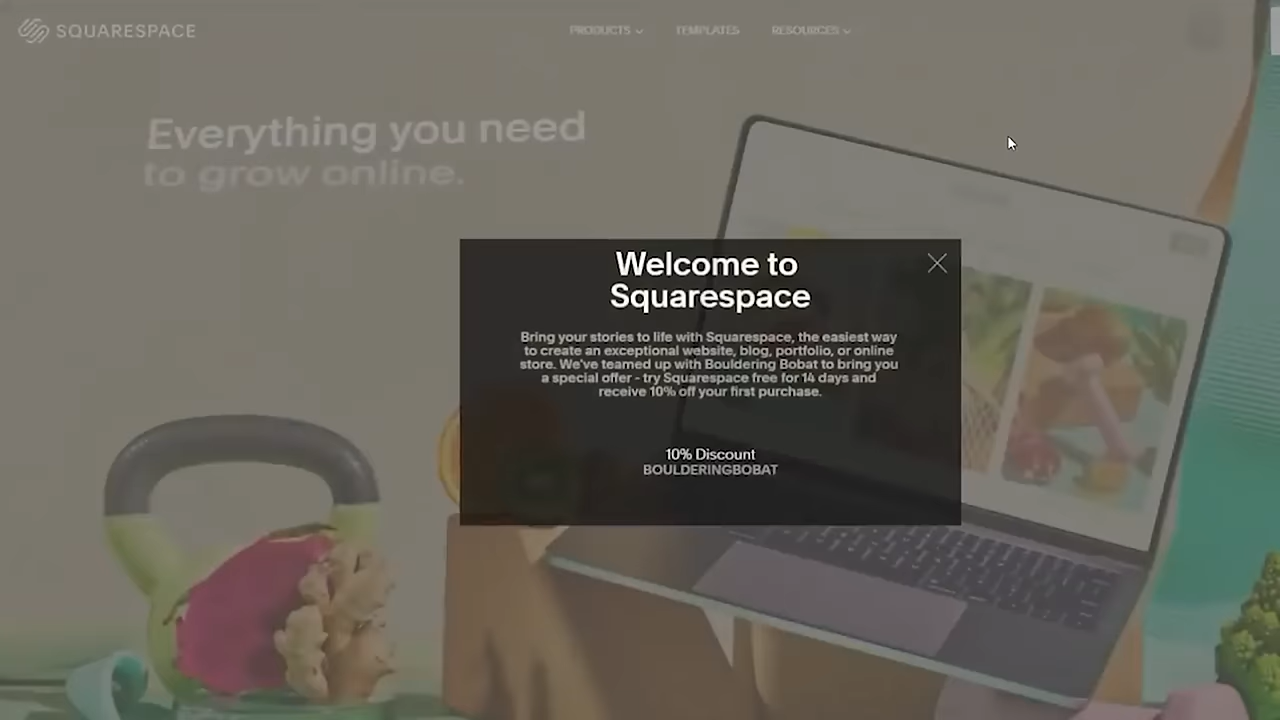 SQUARESPACE
PRODUCTS
TEMPLATES
RESOURCES
Everything you need
to grow online.
Welcome to
Squarespace
Bring your stories to life with Squarespace, the easiest way
to create an exceptional website, blog, portfolio, or online
store. We've teamed up with Bouldering Bobat to bring you
a special offer - try Squarespace free for 14 days and
receive 10% off your first purchase.
10% Discount
BOULDERINGBOBAT